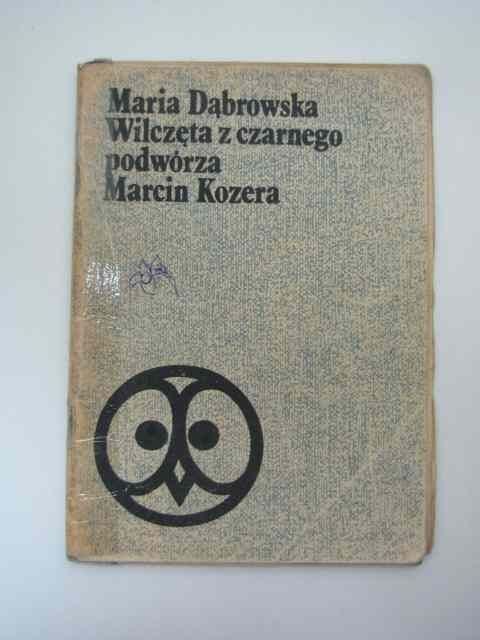 Maria Dąbrowska
Wilczęta z czarnego
podwórza
Marcin Kozera